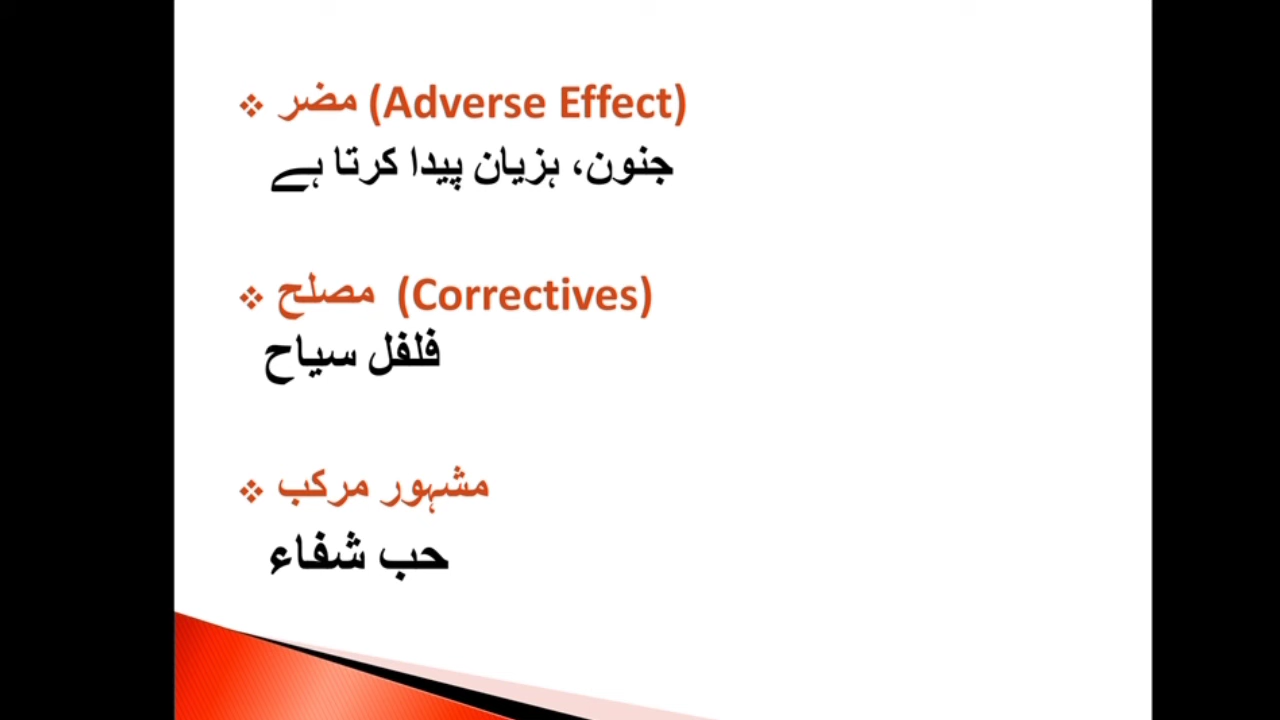 ❖ مضر (Adverse Effect)
جنون، ہزیان پیدا کرتا ہے
❖ مصلح (Correctives)
فلفل سیاح
❖ مشہور مرکب
حب شفاء